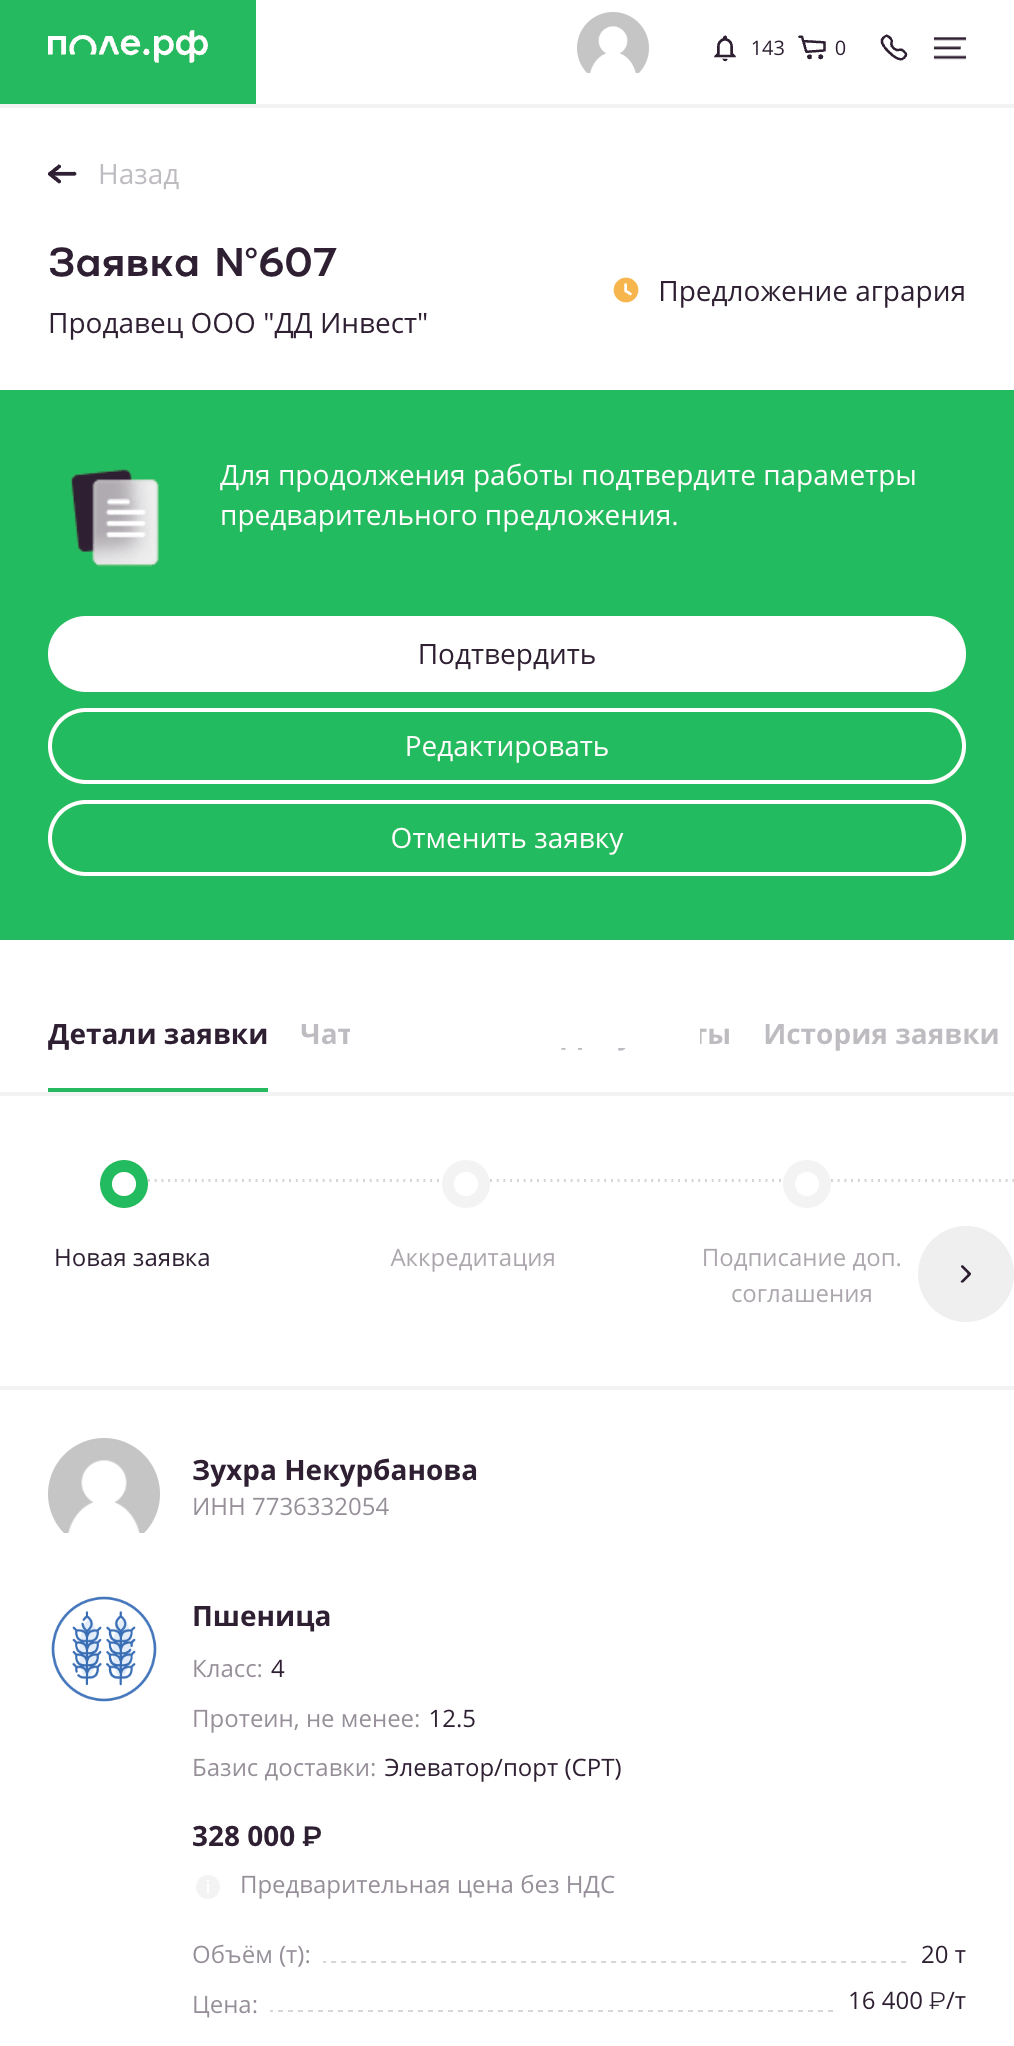 поле.рф
143
0
Назад
Заявка №607
Продавец ООО "ДД Инвест"
Предложение агрария
Для продолжения работы подтвердите параметры
предварительного предложения.
Подтвердить
Редактировать
Отменить заявку
Детали заявки
Чат
ты
История заявки
Новая заявка
Аккредитация
Подписание доп.
соглашения
Зухра Некурбанова
ИНН 7736332054
Пшеница
Класс: 4
Протеин, не менее: 12.5
Базис доставки: Элеватор/порт (CPT)
328 000 ₽
Предварительная цена без НДС
Объём (т): 20 т
Цена: 16 400 ₽/т